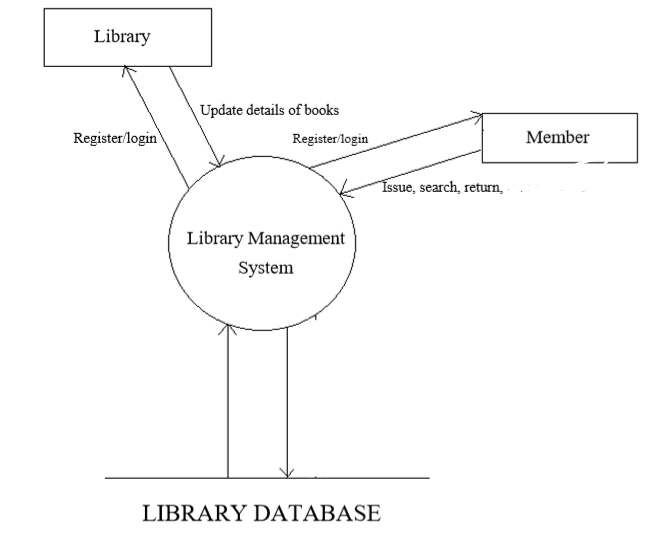 Library
Update details of books
Register/login
Register/login
Member
Issue, search, return,
Library Management
System
LIBRARY DATABASE